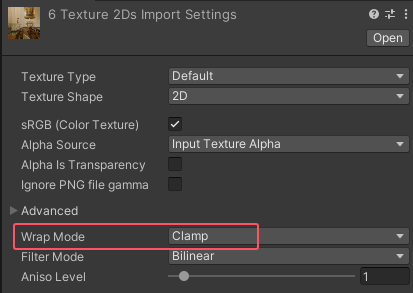 6 Texture 2Ds Import Settings
Open
Texture Type Default
Texture Shape 2D
sRGB (Color Texture)
Alpha Source Input Texture Alpha
Alpha Is Transparency
Ignore PNG file gamma
Advanced
Wrap Mode Clamp
Filter Mode Bilinear
Aniso Level 1